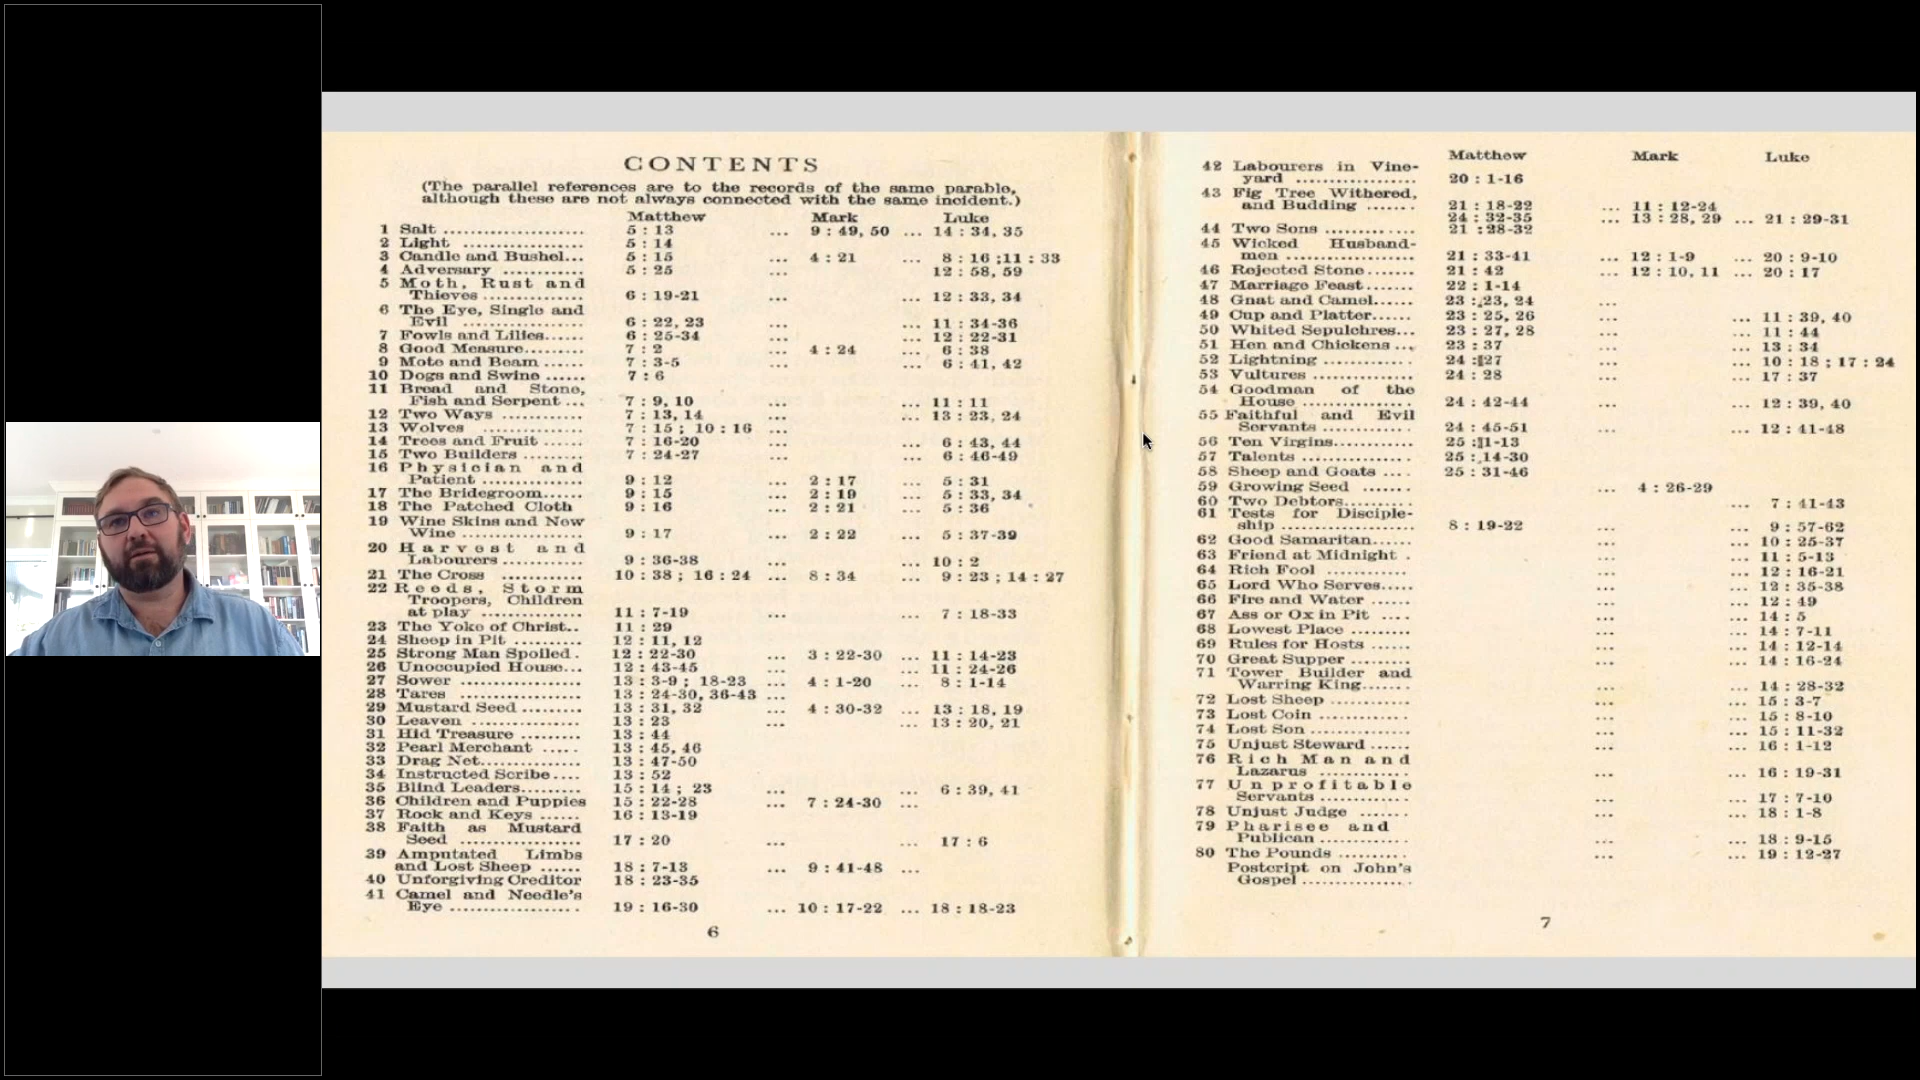 CONTENTS
(The parallel references are to the records of the same parable,
although these are not always connected with the same incident.)
Matthew Mark Luke
1 Salt ..................... 5 : 13 ... 9 : 49, 50 ... 14 : 34, 35
2 Light .................. 5 : 14
3 Candle and Bushel... 5 : 15 ... 4 : 21 ... 8 : 16 ;11 : 33
4 Adversary ............ 5 : 25 ... 12 : 58, 59
5 Moth, Rust and
Thieves ............... 6 : 19-21 ... ... 12 : 33, 34
6 The Eye, Single and
Evil .................. 6 : 22, 23 ... ... 11 : 34-36
7 Fowls and Lilies...... 6 : 25-34 ... ... 12 : 22-31
8 Good Measure......... 7 : 2 ... 4 : 24 ... 6 : 38
9 Mote and Beam ...... 7 : 3-5 ... ... 6 : 41, 42
10 Dogs and Swine ...... 7 : 6
11 Bread and Stone,
Fish and Serpent ... 7 : 9, 10 ... ... 11 : 11
12 Two Ways ............ 7 : 13, 14 ... ... 13 : 23, 24
13 Wolves ............... 7 : 15 ; 10 : 16 ...
14 Trees and Fruit ...... 7 : 16-20 ... ... 6 : 43, 44
15 Two Builders ......... 7 : 24-27 ... 6 : 46-49
16 Physician and
Patient ............... 9 : 12 ... 2 : 17 ... 5 : 31
17 The Bridegroom...... 9 : 15 ... 2 : 19 ... 5 : 33, 34
18 The Patched Cloth 9 : 16 ... 2 : 21 ... 5 : 36
19 Wine Skins and New
Wine .................. 9 : 17 ... 2 : 22 ... 5 : 37-39
20 Harvest and
Labourers ............ 9 : 36-38 ... ... 10 : 2
21 The Cross ............ 10 : 38 ; 16 : 24 ... 8 : 34 ... 9 : 23 ; 14 : 27
22 Reeds, Storm
Troopers, Children
at play ............... 11 : 7-19 ... ... 7 : 18-33
23 The Yoke of Christ.. 11 : 29
24 Sheep in Pit ......... 12 : 11, 12
25 Strong Man Spoiled . 12 : 22-30 ... 3 : 22-30 ... 11 : 14-23
26 Unoccupied House... 12 : 43-45 ... 11 : 24-26
27 Sower .................. 13 : 3-9 ; 18-23 ... 4 : 1-20 ... 8 : 1-14
28 Tares .................. 13 : 24-30, 36-43 ...
29 Mustard Seed ......... 13 : 31, 32 ... 4 : 30-32 ... 13 : 18, 19
30 Leaven ............... 13 : 23 ... ... 13 : 20, 21
31 Hid Treasure ......... 13 : 44
32 Pearl Merchant ..... 13 : 45, 46
33 Drag Net............... 13 : 47-50
34 Instructed Scribe.... 13 : 52
35 Blind Leaders......... 15 : 14 ; 23 ... ... 6 : 39, 41
36 Children and Puppies 15 : 22-28 ... 7 : 24-30 ...
37 Rock and Keys ...... 16 : 13-19
38 Faith as Mustard
Seed .................. 17 : 20 ... ... 17 : 6
39 Amputated Limbs
and Lost Sheep ...... 18 : 7-13 ... 9 : 41-48 ...
40 Unforgiving Creditor 18 : 23-35
41 Camel and Needle's
Eye .................. 19 : 16-30 ... 10 : 17-22 ... 18 : 18-23
6
Matthew Mark Luke
42 Labourers in Vine-
yard .................. 20 : 1-16
43 Fig Tree Withered,
and Budding ....... 21 : 18-22 ... 11 : 12-24
24 : 32-35 ... 13 : 28, 29 ... 21 : 29-31
44 Two Sons ............ 21 : 28-32
45 Wicked Husband-
men .................. 21 : 33-41 ... 12 : 1-9 ... 20 : 9-10
46 Rejected Stone....... 21 : 42 ... 12 : 10, 11 ... 20 : 17
47 Marriage Feast....... 22 : 1-14
48 Gnat and Camel...... 23 : 23, 24 ...
49 Cup and Platter...... 23 : 25, 26 ... 11 : 39, 40
50 Whited Sepulchres... 23 : 27, 28 ... 11 : 44
51 Hen and Chickens ... 23 : 37 ... 13 : 34
52 Lightning ............ 24 : 27 ... ... 10 : 18 ; 17 : 24
53 Vultures ............... 24 : 28 ... ... 17 : 37
54 Goodman of the
House .................. 24 : 42-44 ... ... 12 : 39, 40
55 Faithful and Evil
Servants ............... 24 : 45-51 ... ... 12 : 41-48
56 Ten Virgins............ 25 : 1-13
57 Talents ............... 25 : 14-30
58 Sheep and Goats .... 25 : 31-46
59 Growing Seed ....... ... 4 : 26-29
60 Two Debtors.......... ... 7 : 41-43
61 Tests for Disciple-
ship .................. 8 : 19-22 ... ... 9 : 57-62
62 Good Samaritan...... ... ... 10 : 25-37
63 Friend at Midnight . ... ... 11 : 5-13
64 Rich Fool ............ ... ... 12 : 16-21
65 Lord Who Serves..... ... ... 12 : 35-38
66 Fire and Water ...... ... ... 12 : 49
67 Ass or Ox in Pit .... ... ... 14 : 5
68 Lowest Place ......... ... ... 14 : 7-11
69 Rules for Hosts ...... ... ... 14 : 12-14
70 Great Supper ......... ... ... 14 : 16-24
71 Tower Builder and
Warring King....... ... ... 14 : 28-32
72 Lost Sheep ............ ... ... 15 : 3-7
73 Lost Coin ............ ... ... 15 : 8-10
74 Lost Son ............ ... ... 15 : 11-32
75 Unjust Steward ...... ... ... 16 : 1-12
76 Rich Man and
Lazarus ............ ... ... 16 : 19-31
77 Unprofitable
Servants ............ ... ... 17 : 7-10
78 Unjust Judge ....... ... ... 18 : 1-8
79 Pharisee and
Publican ............ ... ... 18 : 9-15
80 The Pounds .......... ... ... 19 : 12-27
Postcript on John's
Gospel ................
7